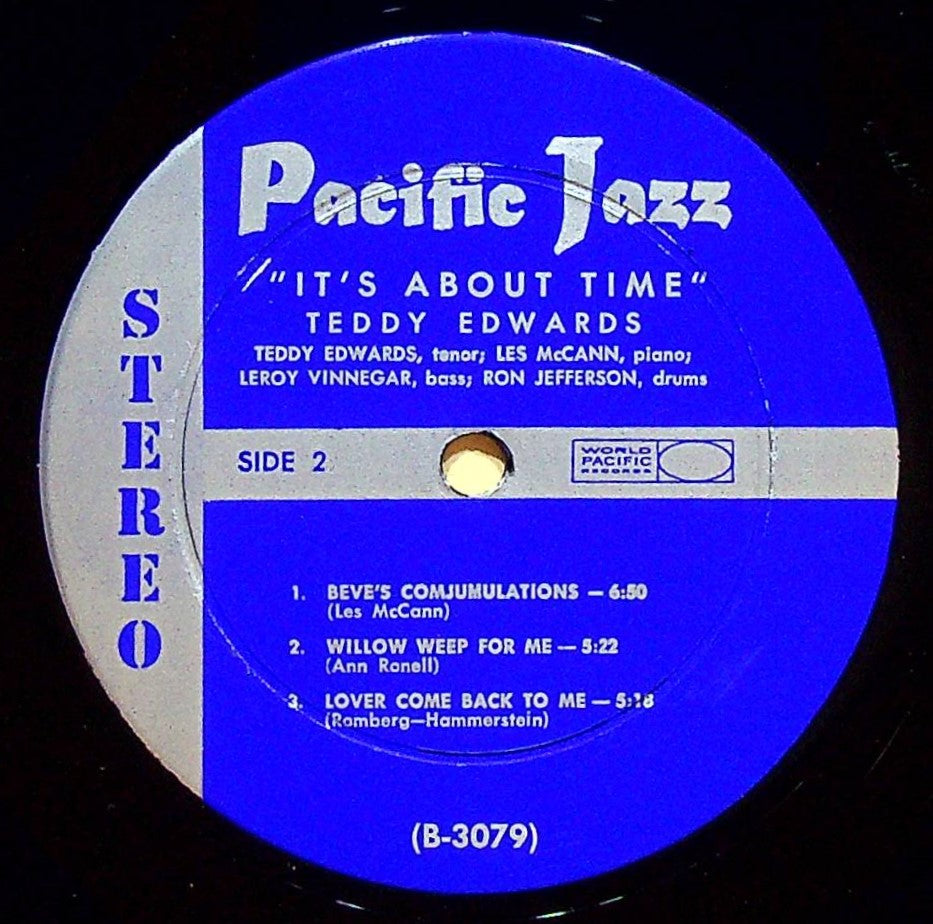 Pacific Jazz
"IT'S ABOUT TIME"
TEDDY EDWARDS
TEDDY EDWARDS, tenor; LES McCANN, piano;
LEROY VINNEGAR, bass; RON JEFFERSON, drums
STEREO
SIDE 2
WORLD
PACIFIC
RECORDS
1. BEVE'S COMJUMULATIONS — 6:50
(Les McCann)
2. WILLOW WEEP FOR ME — 5:22
(Ann Ronell)
3. LOVER COME BACK TO ME — 5:18
(Romberg—Hammerstein)
(B-3079)